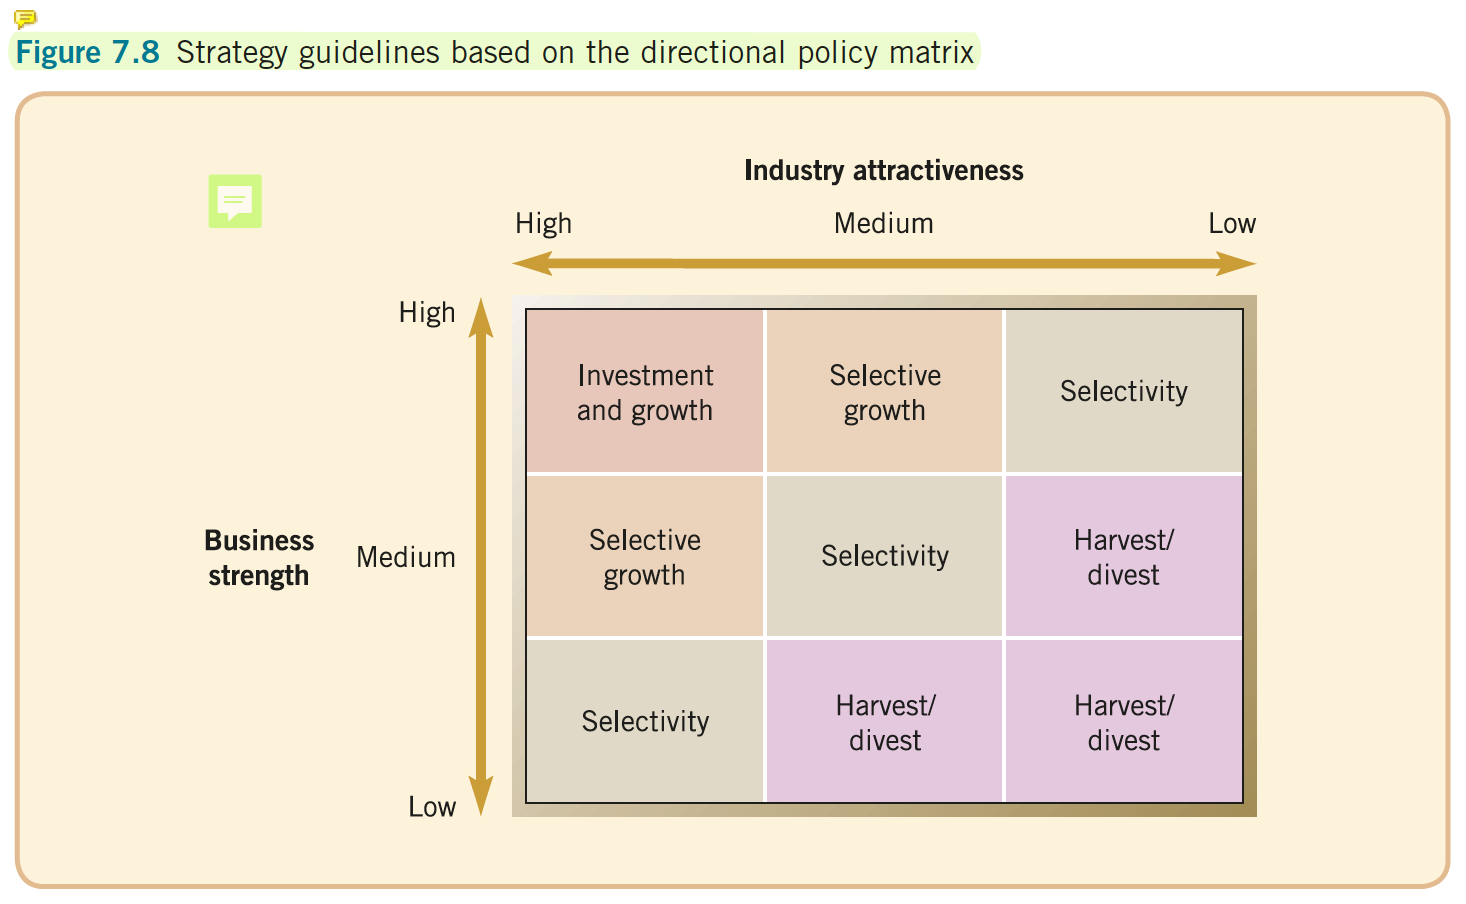 Figure 7.8 Strategy guidelines based on the directional policy matrix
Industry attractiveness
High Medium Low
High
Investment
and growth
Selective
growth
Selectivity
Business
strength
Medium
Selective
growth
Selectivity
Harvest/
divest
Selectivity
Harvest/
divest
Harvest/
divest
Low